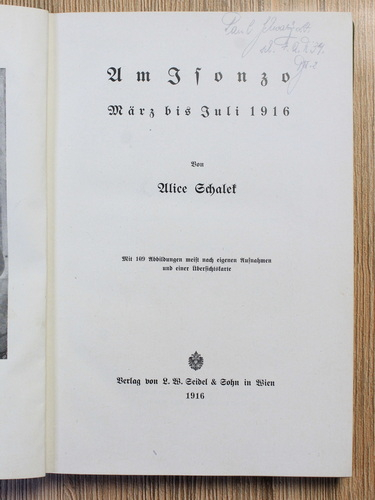 Am Isonzo
März bis Juli 1916
Von
Alice Schalek
Mit 109 Abbildungen meist nach eigenen Aufnahmen
und einer Übersichtskarte
Verlag von L. W. Seidel & Sohn in Wien
1916